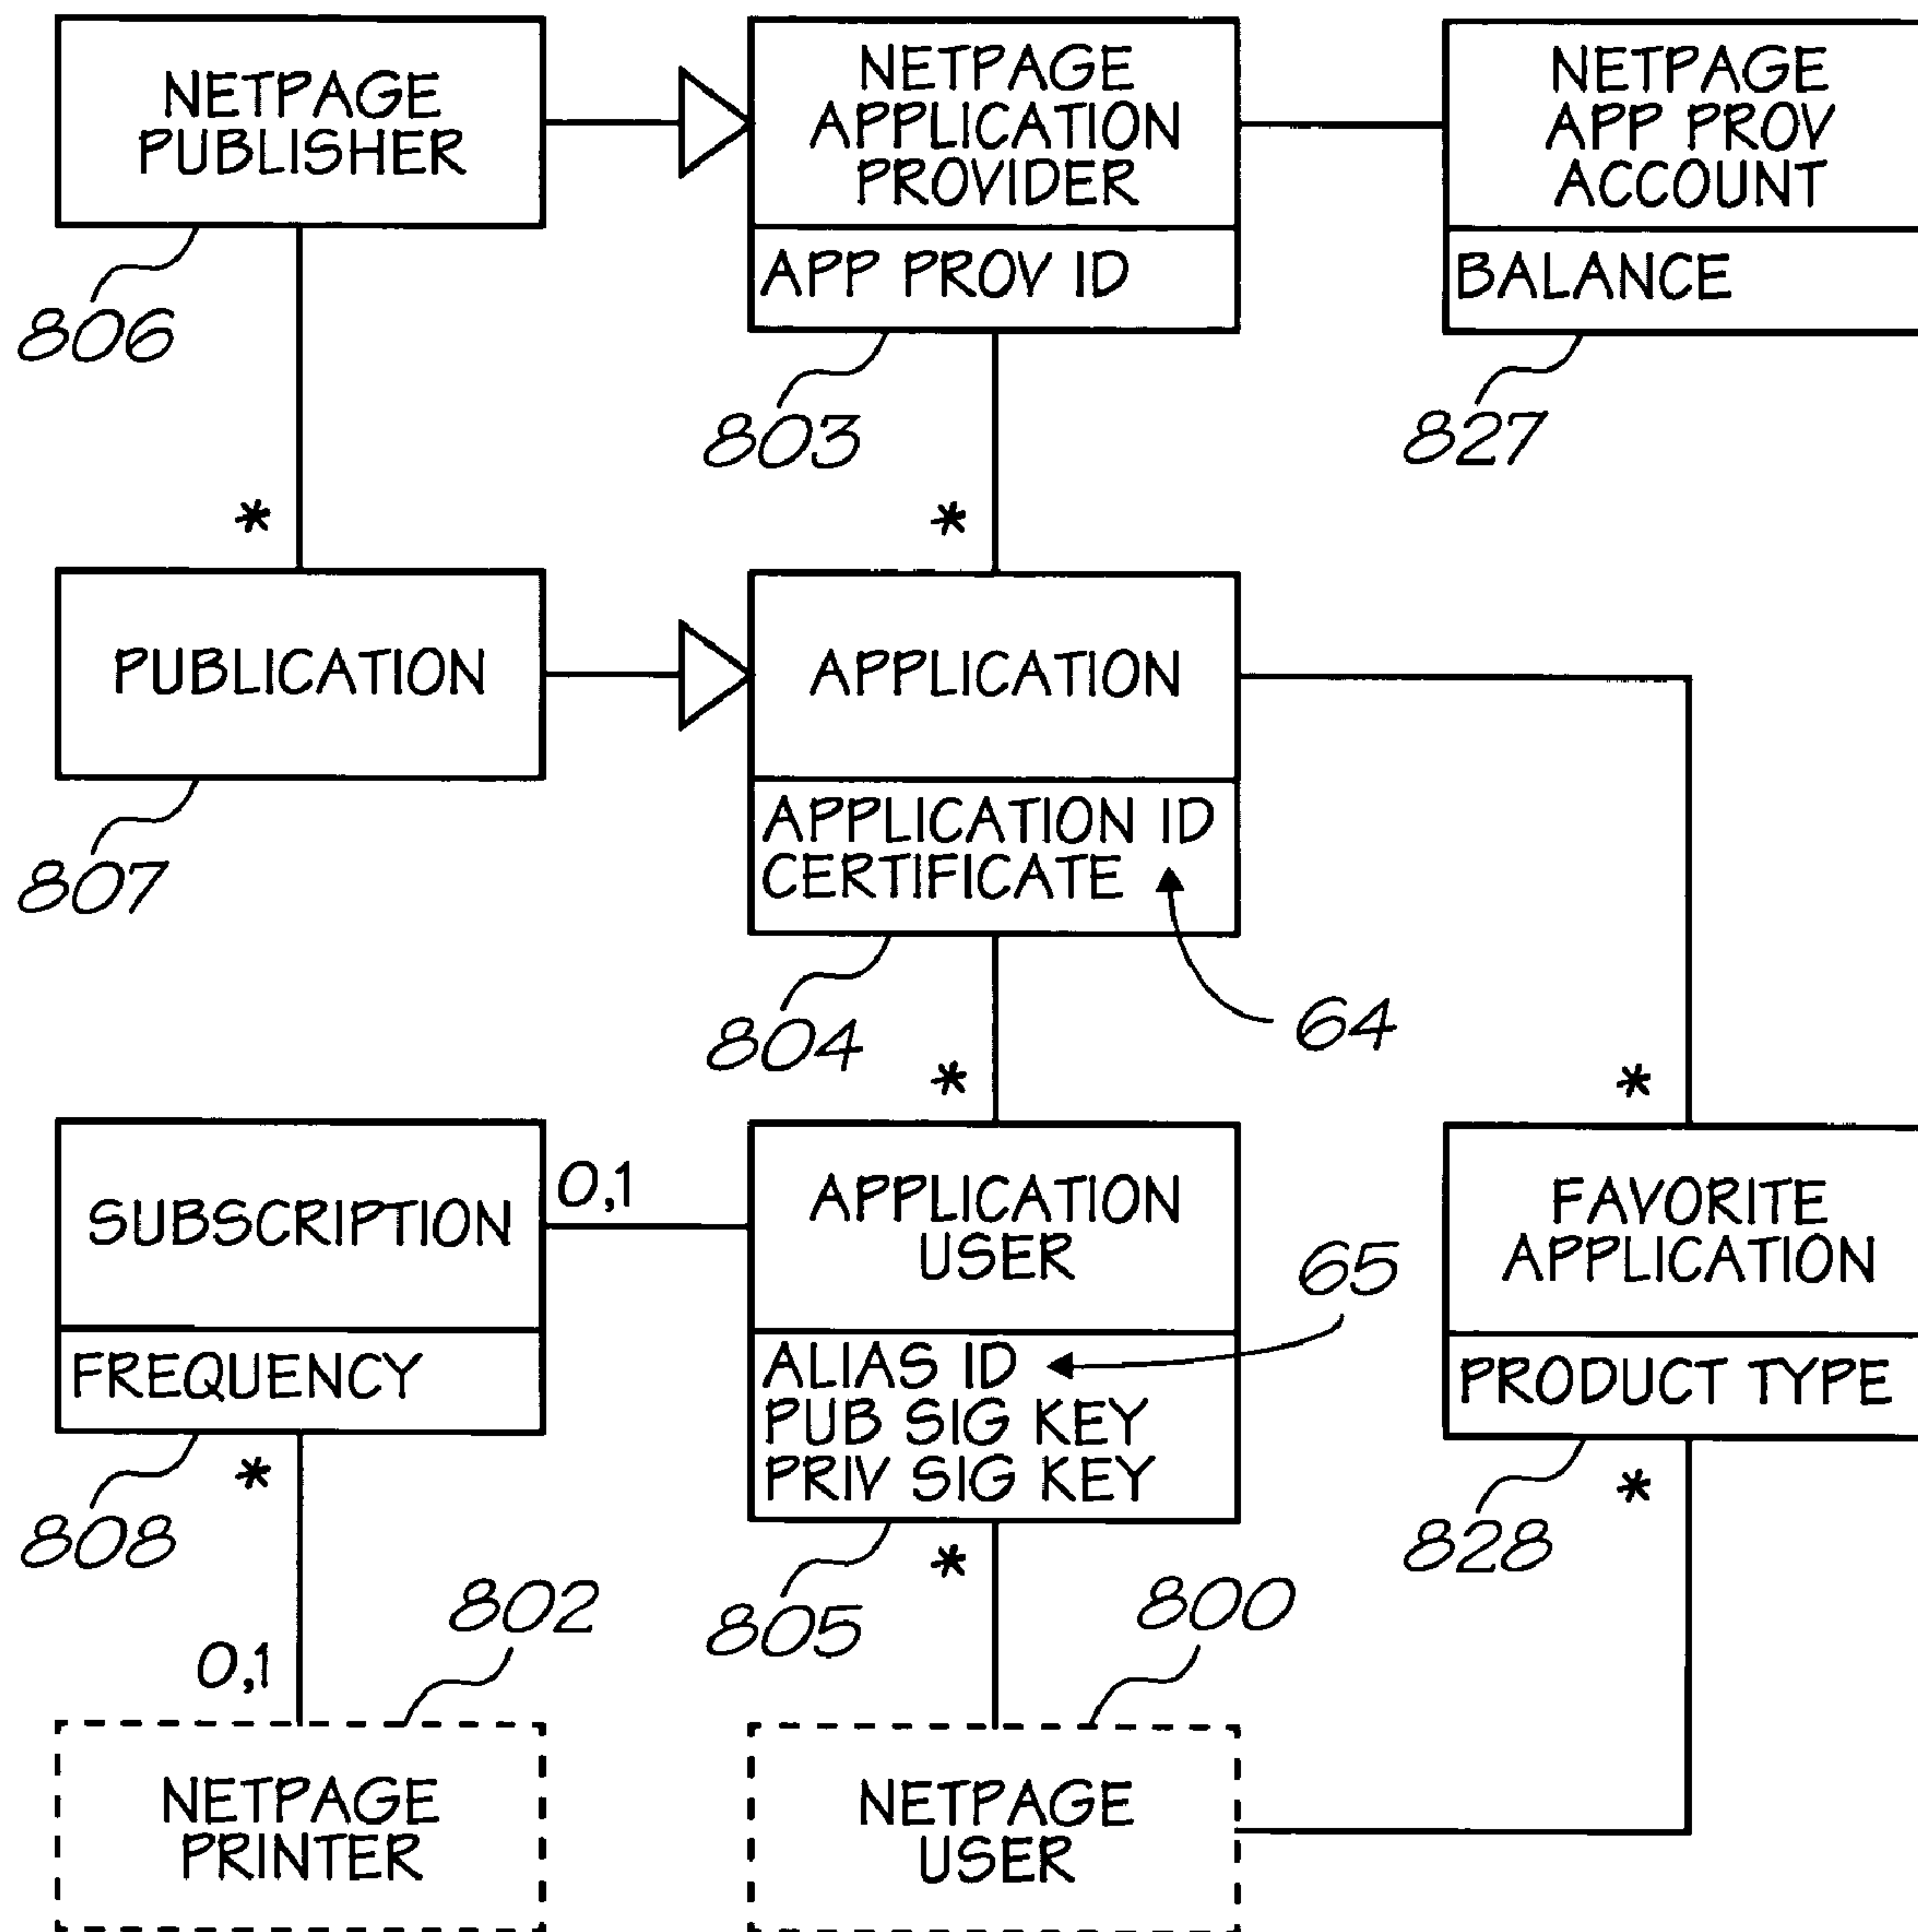 NETPAGE
PUBLISHER
NETPAGE
APPLICATION
PROVIDER
APP PROV ID
NETPAGE
APP PROV
ACCOUNT
BALANCE
806
803
827
*
*
PUBLICATION
APPLICATION
APPLICATION ID
CERTIFICATE
807
804
64
*
*
SUBSCRIPTION
FREQUENCY
0,1
APPLICATION
USER
ALIAS ID
PUB SIG KEY
PRIV SIG KEY
65
FAVORITE
APPLICATION
PRODUCT TYPE
808
*
802
805
*
800
828
*
0,1
NETPAGE
PRINTER
NETPAGE
USER